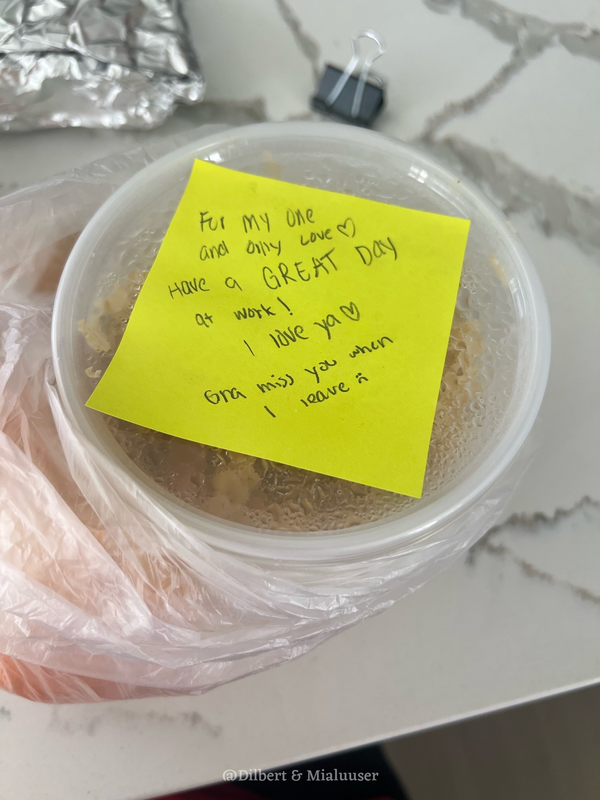 For my one
and only Love♡
Have a GREAT Day
at work!
I love ya♡
Gna miss you when
I leave :(
@Dilbert & Mialuuser